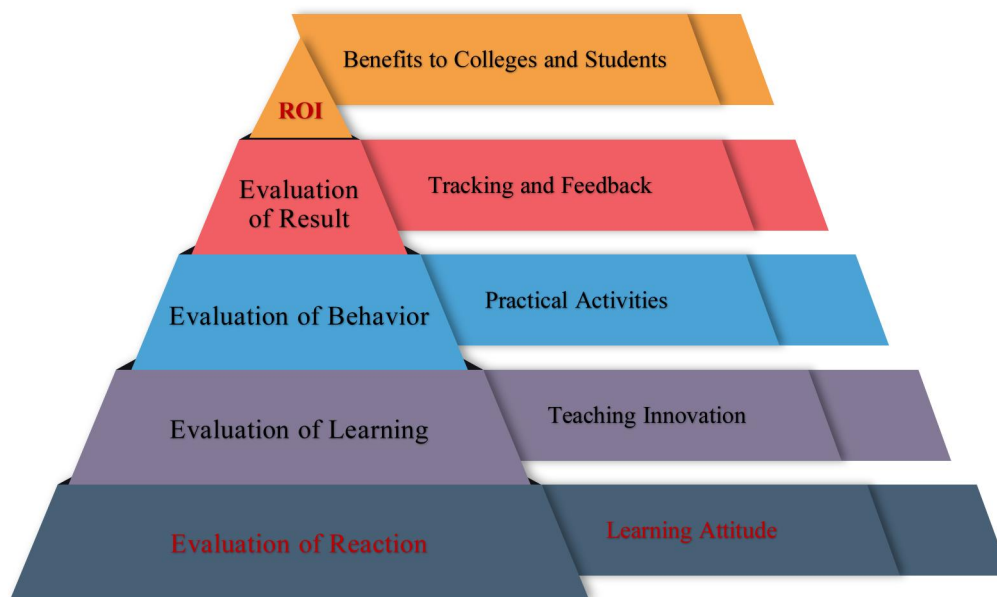 Benefits to Colleges and Students
ROI
Evaluation
of Result
Tracking and Feedback
Evaluation of Behavior
Practical Activities
Evaluation of Learning
Teaching Innovation
Evaluation of Reaction
Learning Attitude